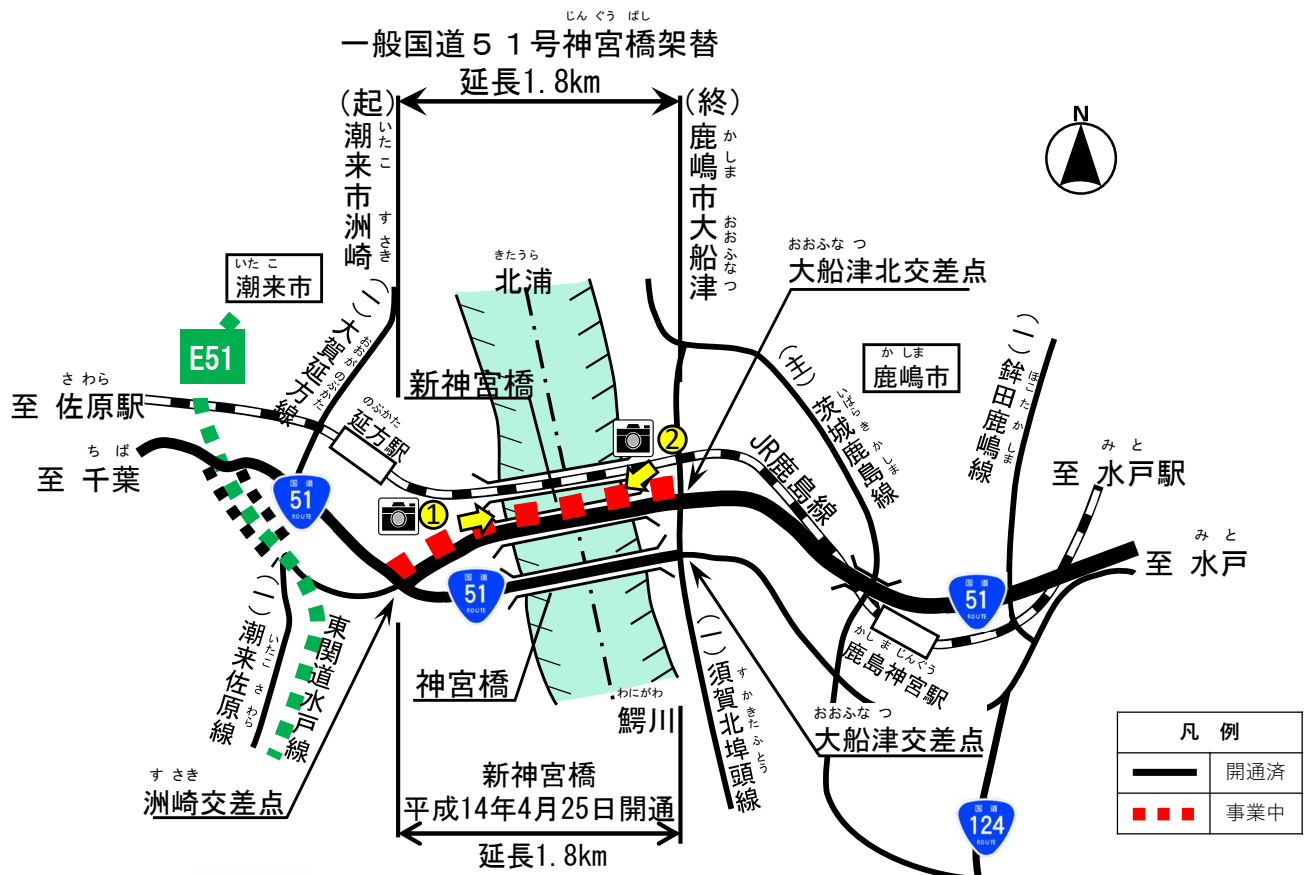 じんぐうばし
一般国道５１号神宮橋架替
延長1.8km
(起)
潮来市洲崎
いたこ
すさき
(終)
鹿嶋市大船津
かしま
おおふなつ
N
いたこ
潮来市
E51
(一)大賀延方線
おおがのぶかた
きたうら
北浦
おおふなつ
大船津北交差点
さわら
至 佐原駅
ちば
至 千葉
のぶかた
延方駅
新神宮橋
①
②
(主)茨城鹿島線
いばらきかしま
かしま
鹿嶋市
(一)鉾田鹿嶋線
ほこたかしま
みと
至 水戸駅
みと
至 水戸
JR鹿島線
国道
51
ROUTE
国道
51
ROUTE
国道
51
ROUTE
(一)潮来佐原線
いたこさわら
東関道水戸線
神宮橋
わにがわ
鰐川
(一)須賀北埠頭線
すかきたふとう
かしまじんぐう
鹿島神宮駅
おおふなつ
大船津交差点
すさき
洲崎交差点
新神宮橋
平成14年4月25日開通
延長1.8km
国道
124
ROUTE
凡 例
開通済
事業中